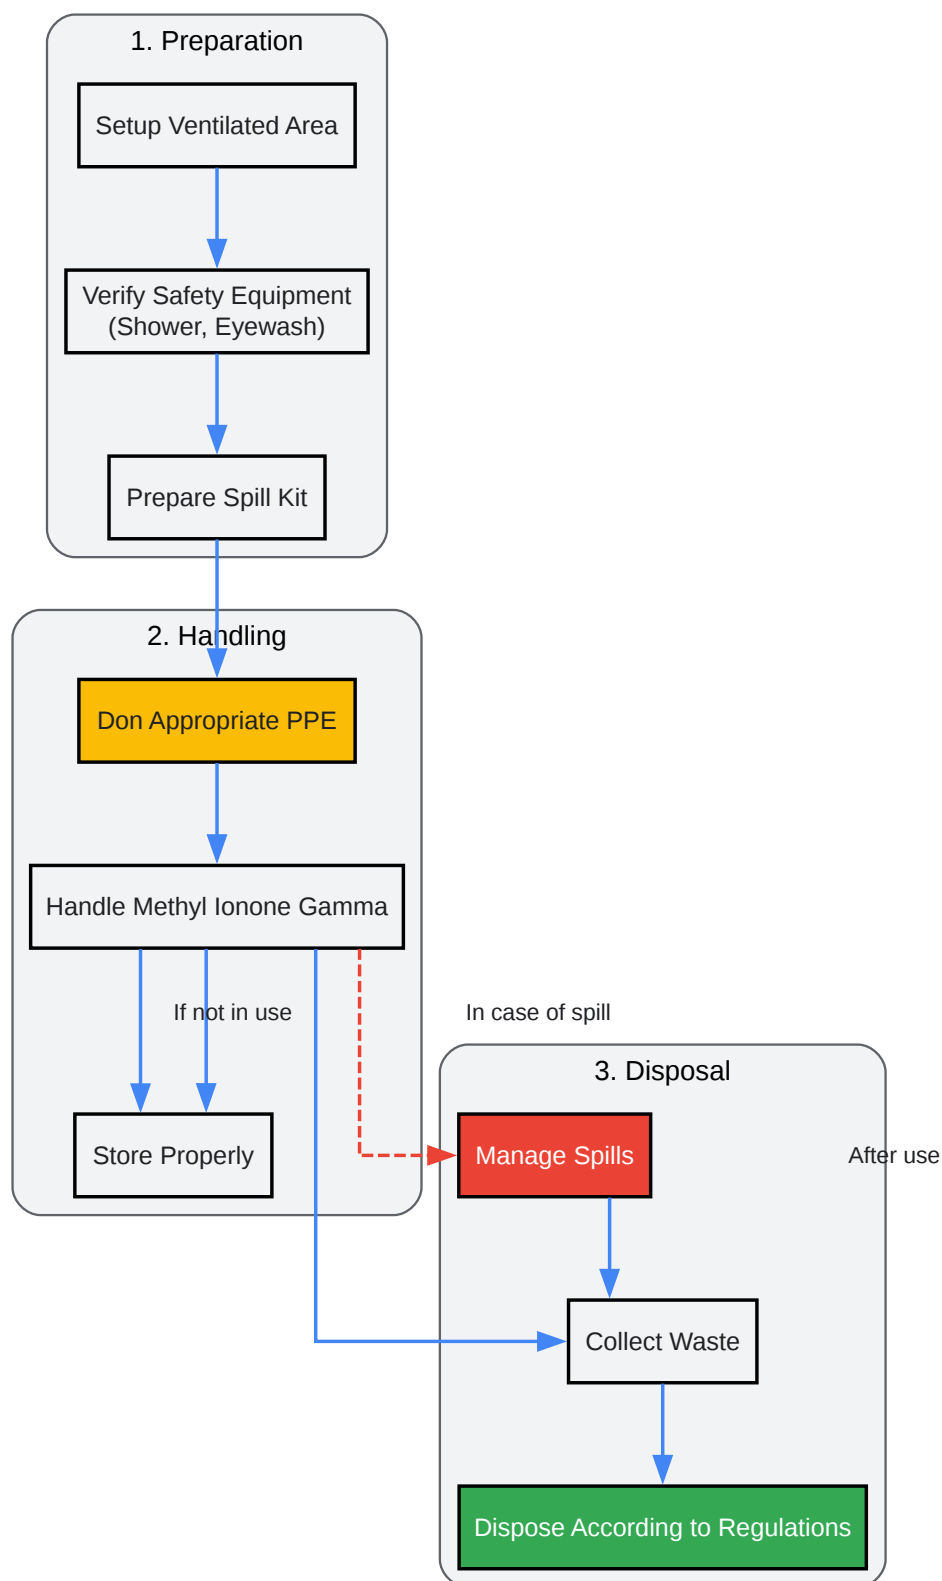 1. Preparation
Setup Ventilated Area
Verify Safety Equipment
(Shower, Eyewash)
Prepare Spill Kit
2. Handling
Don Appropriate PPE
Handle Methyl Ionone Gamma
If not in use
In case of spill
3. Disposal
Store Properly
Manage Spills
After use
Collect Waste
Dispose According to Regulations